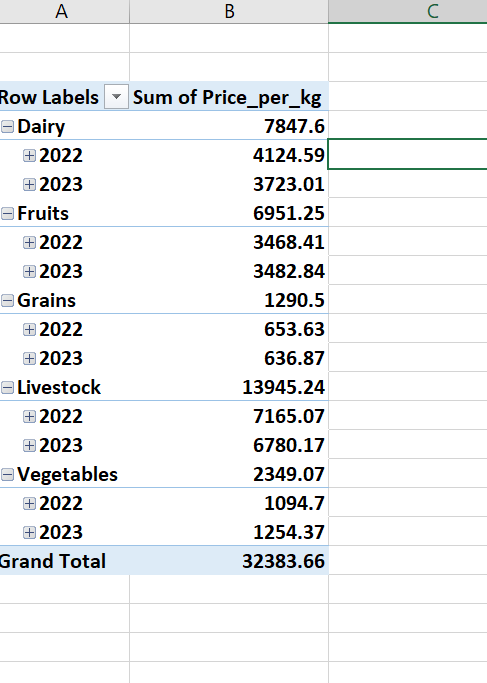 A B C
Row Labels Sum of Price_per_kg
Dairy 7847.6
2022 4124.59
2023 3723.01
Fruits 6951.25
2022 3468.41
2023 3482.84
Grains 1290.5
2022 653.63
2023 636.87
Livestock 13945.24
2022 7165.07
2023 6780.17
Vegetables 2349.07
2022 1094.7
2023 1254.37
Grand Total 32383.66